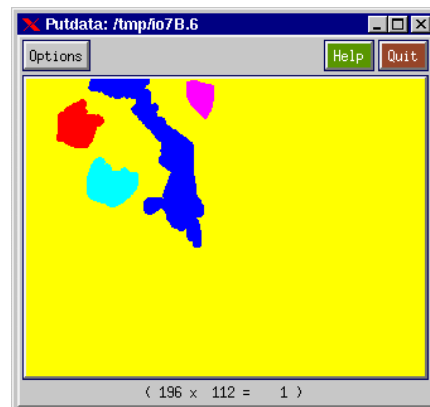 Putdata: /tmp/io7B.6
Options Help Quit
( 196 x 112 = 1 )